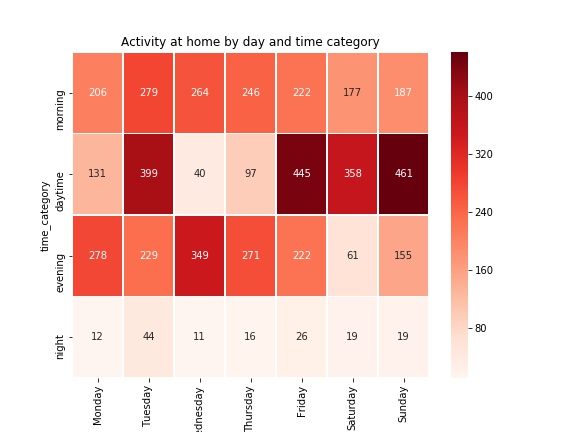 Activity at home by day and time category
morning 206 279 264 246 222 177 187
daytime 131 399 40 97 445 358 461
evening 278 229 349 271 222 61 155
night 12 44 11 16 26 19 19
time_category
Monday Tuesday ednesday Thursday Friday Saturday Sunday
400
320
240
160
80